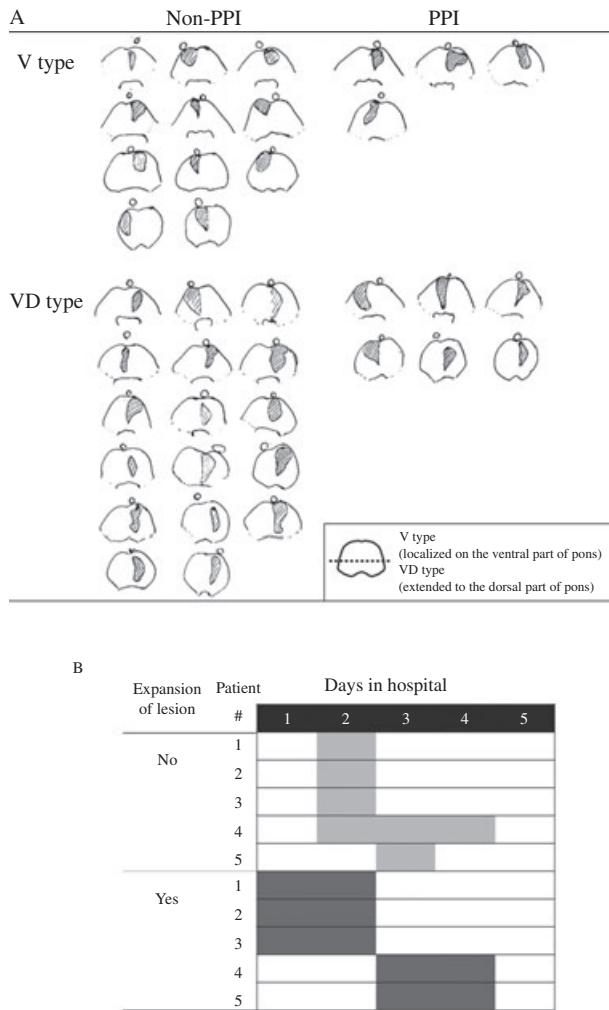 A
Non-PPI PPI
V type
VD type
V type
(localized on the ventral part of pons)
VD type
(extended to the dorsal part of pons)
B
Expansion of lesion Patient # Days in hospital
1 2 3 4 5
No
1
2
3
4
5
Yes
1
2
3
4
5